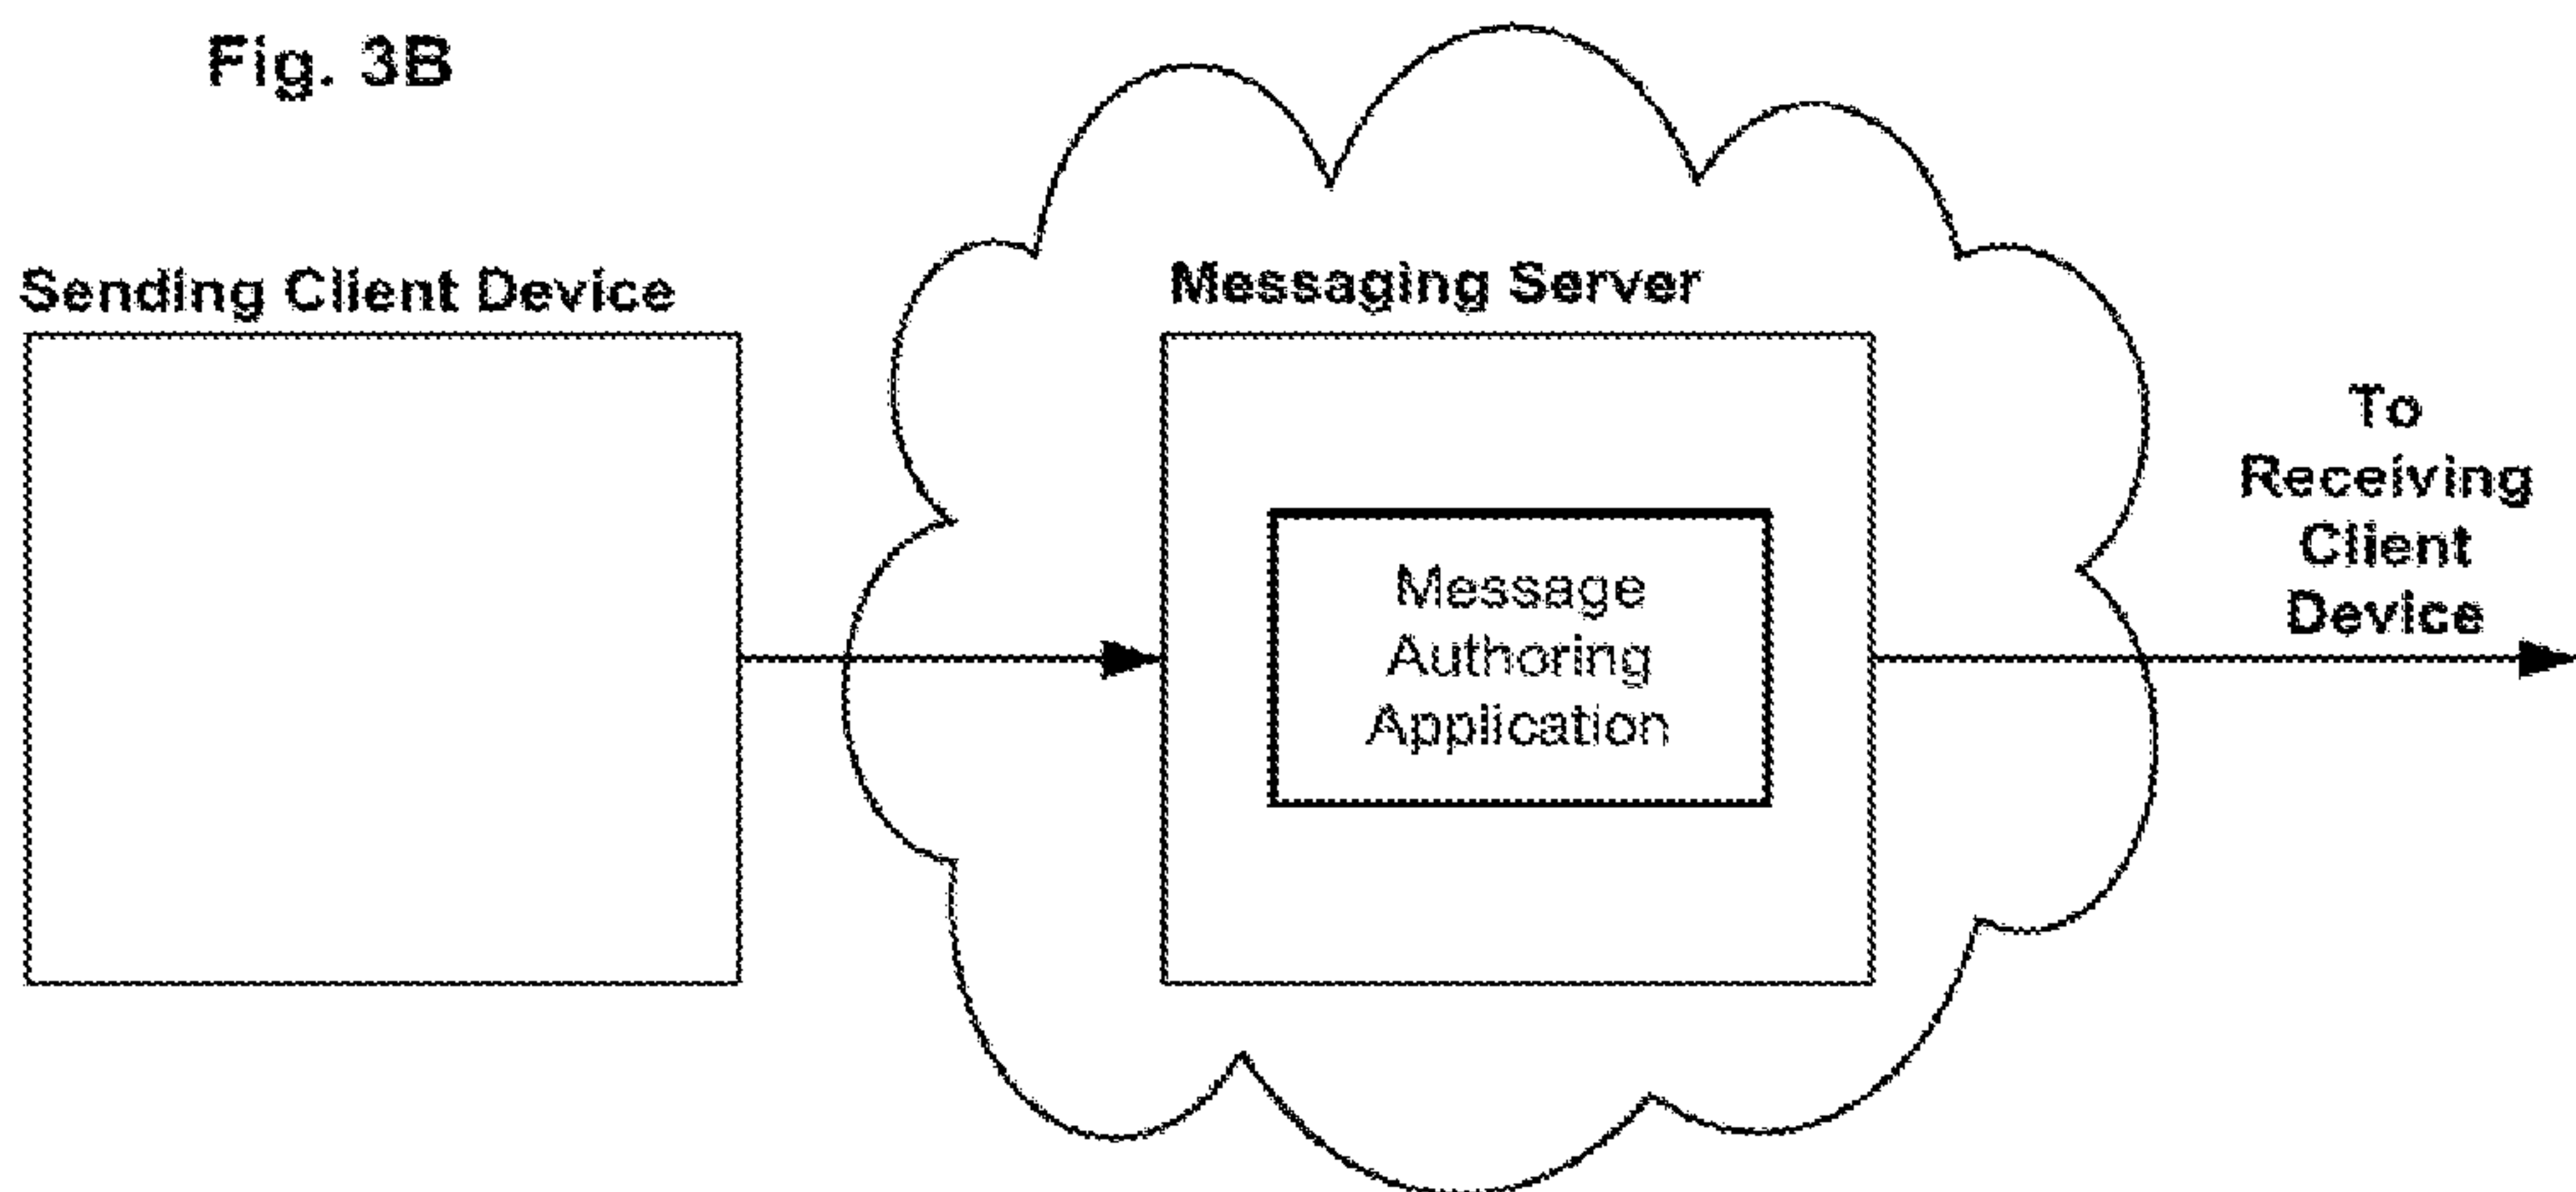 Fig. 3B
Sending Client Device
Messaging Server
Message
Authoring
Application
To
Receiving
Client
Device